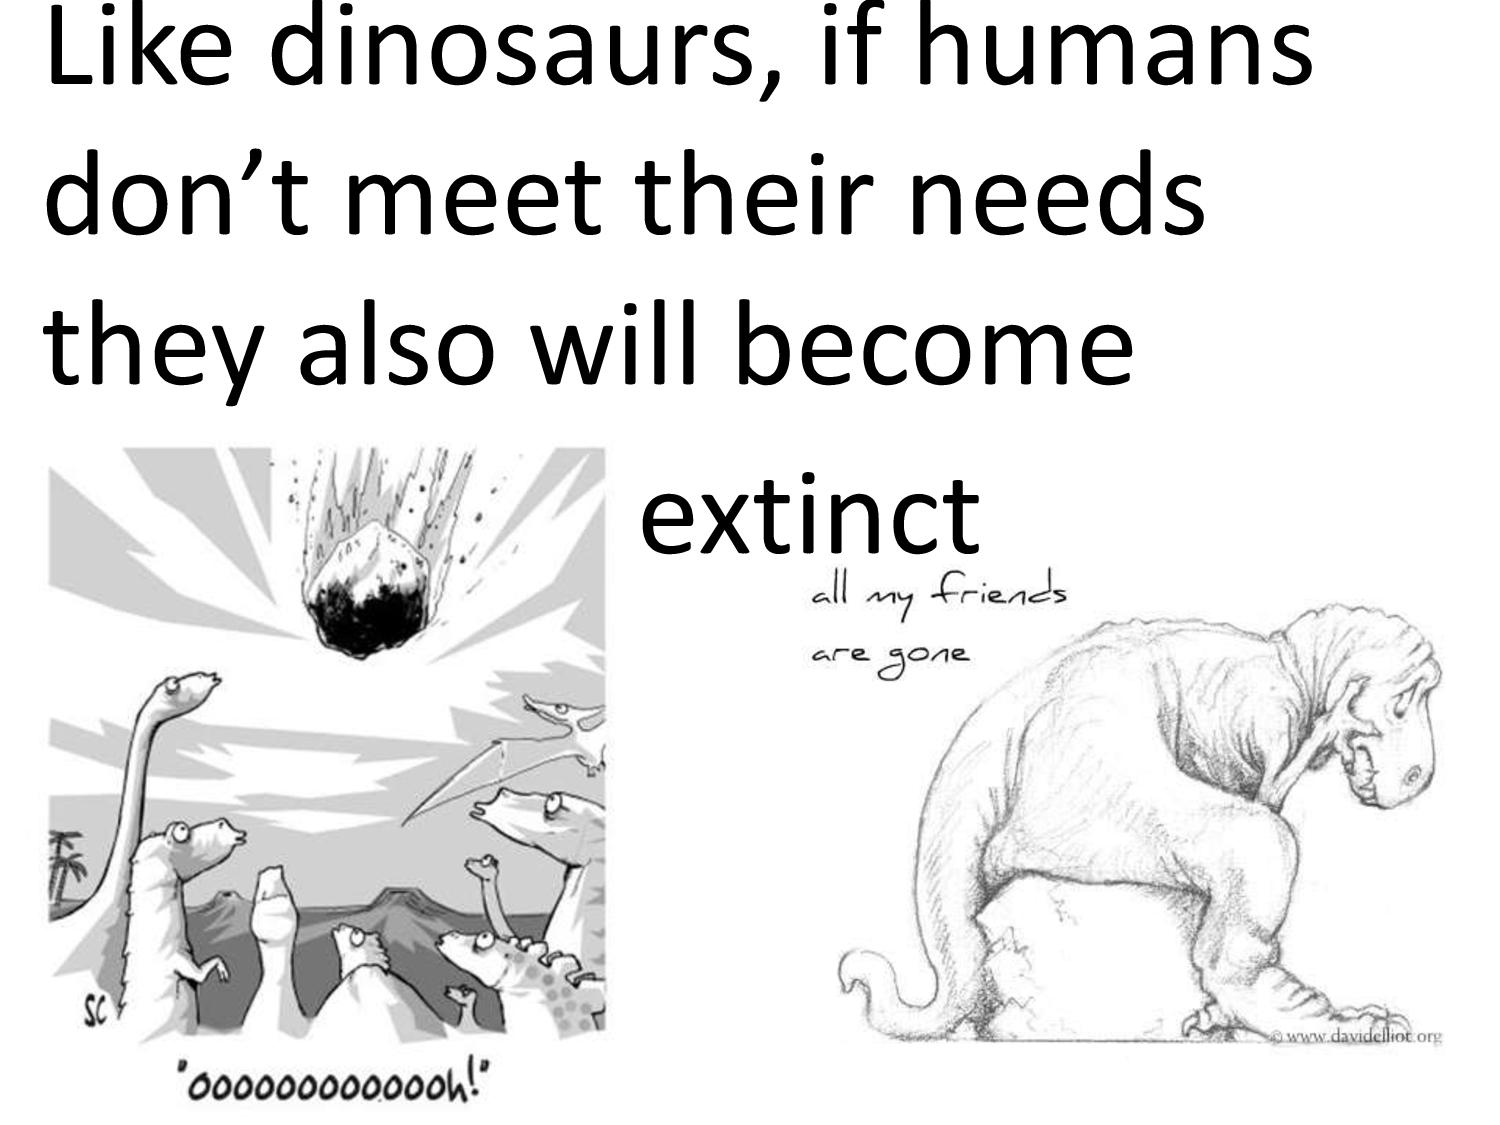 Like dinosaurs, if humans
don’t meet their needs
they also will become
extinct
all my friends
are gone
SC
© www.davidelliot.org
"oooooooooooooh!"